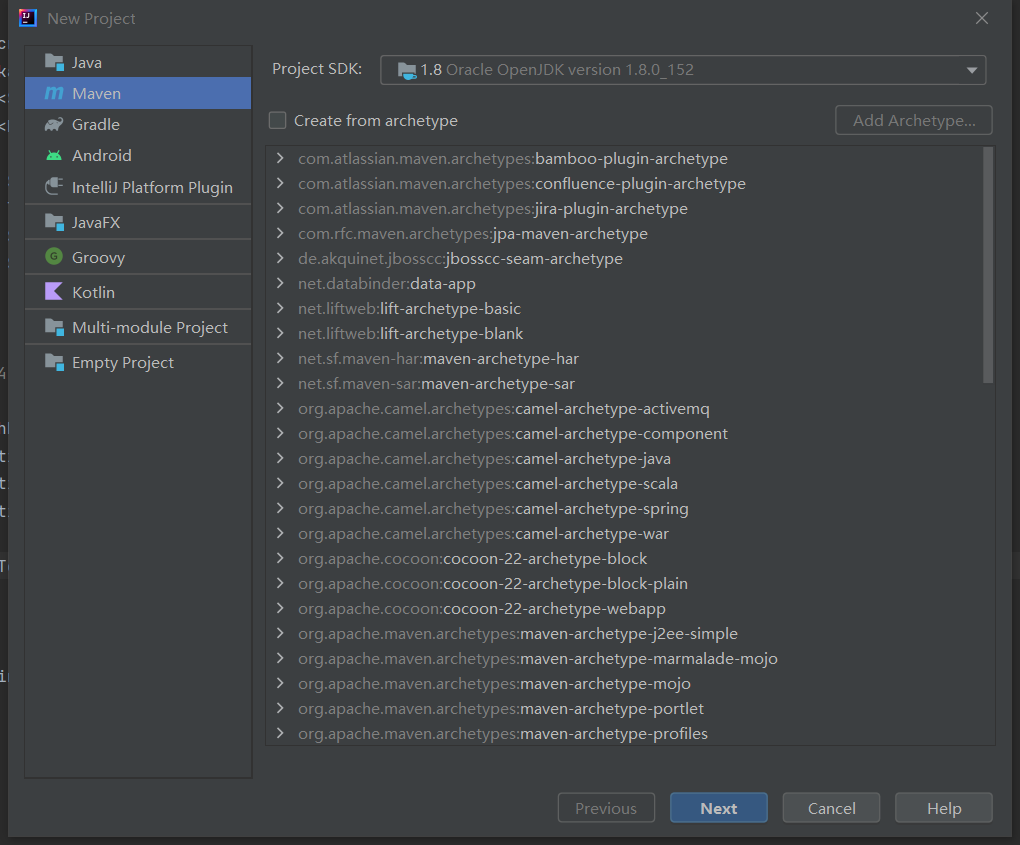 New Project
Java
Maven
Gradle
Android
IntelliJ Platform Plugin
JavaFX
Groovy
Kotlin
Multi-module Project
Empty Project
Project SDK: 1.8 Oracle OpenJDK version 1.8.0_152
Create from archetype
Add Archetype...
com.atlassian.maven.archetypes:bamboo-plugin-archetype
com.atlassian.maven.archetypes:confluence-plugin-archetype
com.atlassian.maven.archetypes:jira-plugin-archetype
com.rfc.maven.archetypes:jpa-maven-archetype
de.akquinet.jbosscc:jbosscc-seam-archetype
net.databinder:data-app
net.liftweb:lift-archetype-basic
net.liftweb:lift-archetype-blank
net.sf.maven-har:maven-archetype-har
net.sf.maven-sar:maven-archetype-sar
org.apache.camel.archetypes:camel-archetype-activemq
org.apache.camel.archetypes:camel-archetype-component
org.apache.camel.archetypes:camel-archetype-java
org.apache.camel.archetypes:camel-archetype-scala
org.apache.camel.archetypes:camel-archetype-spring
org.apache.camel.archetypes:camel-archetype-war
org.apache.cocoon:cocoon-22-archetype-block
org.apache.cocoon:cocoon-22-archetype-block-plain
org.apache.cocoon:cocoon-22-archetype-webapp
org.apache.maven.archetypes:maven-archetype-j2ee-simple
org.apache.maven.archetypes:maven-archetype-marmalade-mojo
org.apache.maven.archetypes:maven-archetype-mojo
org.apache.maven.archetypes:maven-archetype-portlet
org.apache.maven.archetypes:maven-archetype-profiles
Previous
Next
Cancel
Help